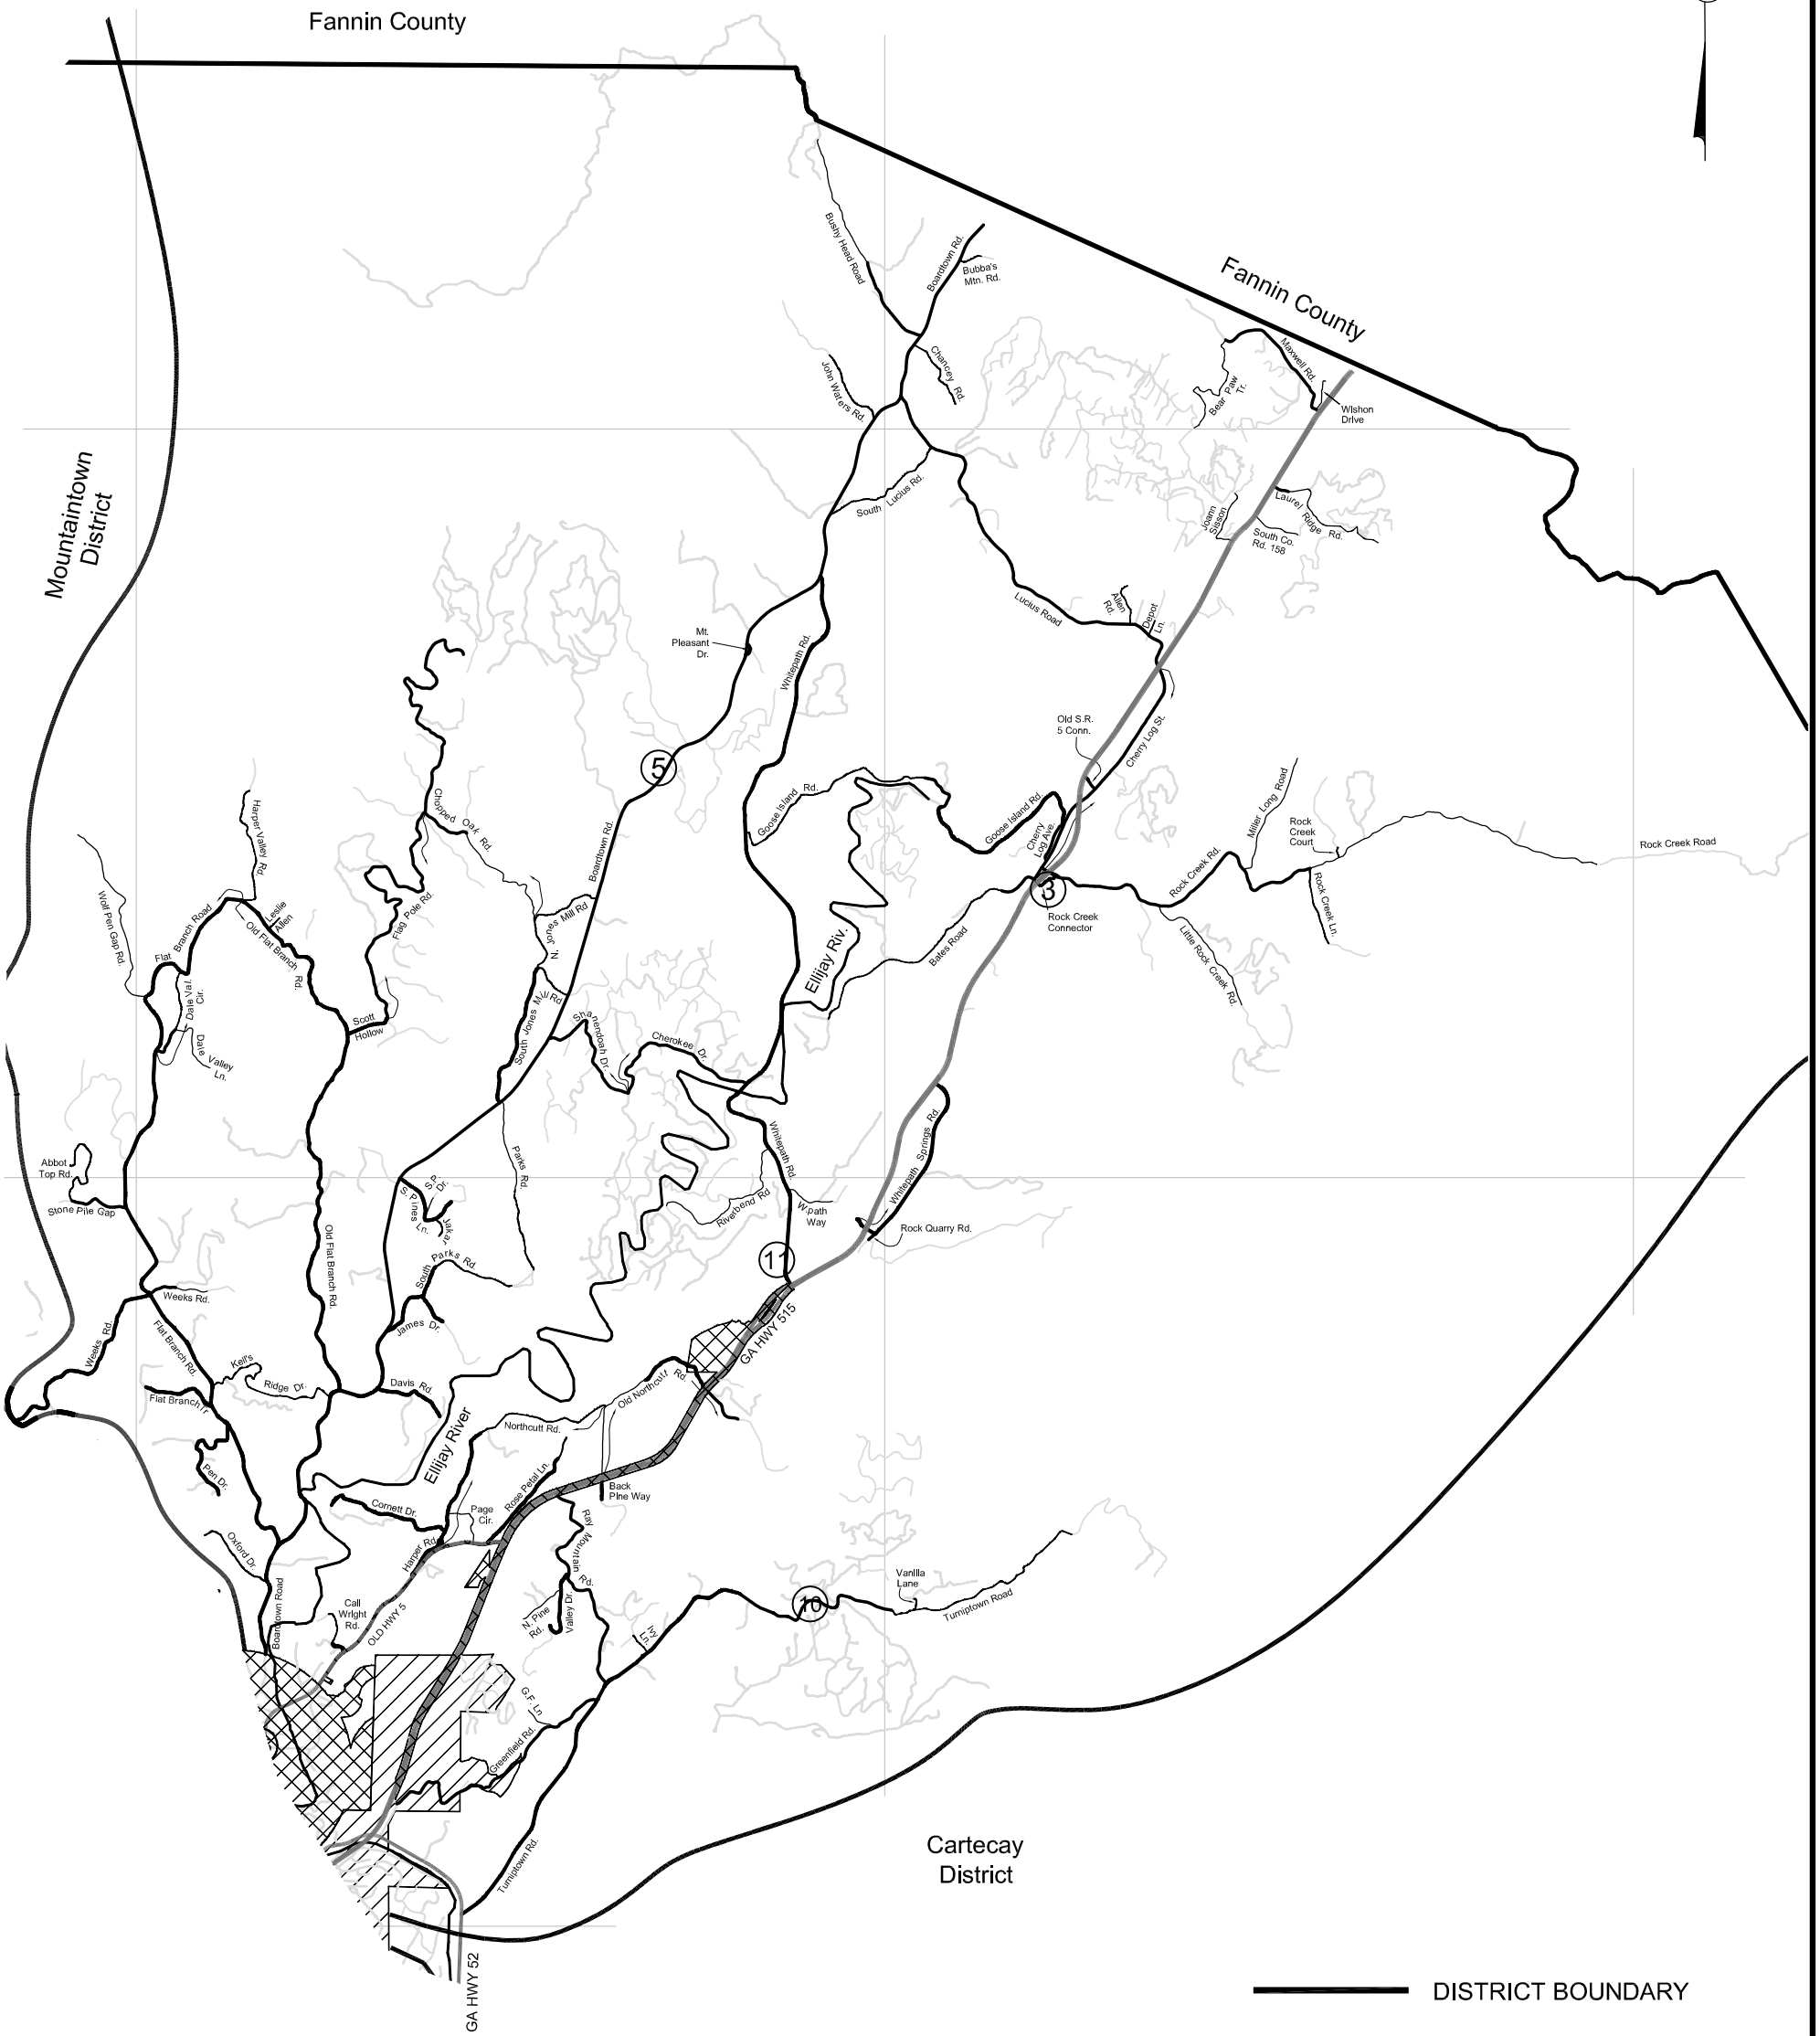 Fannin County
Bushy Head Road
Boardtown Rd.
Bubba's
Mtn. Rd.
Fannin County
Chancey Rd.
John Waters Rd.
Maxwell Rd.
Bear Paw
Tr.
Wishon
Drive
Mountaintown
District
South Lucius Rd.
Joann
Sisson
Laurel Ridge Rd.
South Co.
Rd. 158
Lucius Road
Allen
Rd.
Depot
Ln.
Mt.
Pleasant
Dr.
Whitepath Rd.
Old S.R.
5 Conn.
Cherry Log St.
5
Goose Island Rd.
Goose Island Rd.
Cherry
Log Ave.
Miller Long Road
Rock
Creek
Court
Rock Creek Road
Harper Valley Rd
Chopped Oak Rd.
Boardtown Rd.
Rock Creek Rd.
3
Rock Creek
Connector
Rock Creek Ln.
Wolf Pen Gap Rd.
Flat Branch Road
Leslie
Allen
Old Flat Branch Rd.
Flag Pole Rd.
N. Jones Mill Rd
Ellijay Riv.
Bates Road
Little Rock Creek Rd.
Dale Val.
Cir.
Dale Valley
Ln.
Scott
Hollow
South Jones Mill Rd
Shanendoah Dr.
Cherokee Dr.
Abbot
Top Rd.
Stone Pile Gap
Parks Rd.
Whitepath Rd.
Whitepath Springs Rd.
S.P.
Dr.
S. Pines
Ln.
Jakar
Riverbend Rd
W.path
Way
Rock Quarry Rd.
Old Flat Branch Rd.
South Parks Rd
11
Weeks Rd.
Weeks Rd.
Flat Branch Rd.
James Dr.
GA HWY 515
Kell's
Ridge Dr.
Davis Rd.
Old Northcutt Rd.
Flat Branch Tr
Northcutt Rd.
Ellijay River
Pen Dr.
Rose Petal Ln.
Back
Pine Way
Cornett Dr.
Page
Cir.
Ray Mountain Rd.
Oxford Dr.
Harper Rd.
Vanilla
Lane
Turniptown Road
10
Boardtown Road
Call
Wright
Rd.
OLD HWY 5
N. Pine
Rd.
Valley Dr.
Ivy
Ln.
G.F. Ln
Greenfield Rd.
Turniptown Rd.
Cartecay
District
GA HWY 52
DISTRICT BOUNDARY